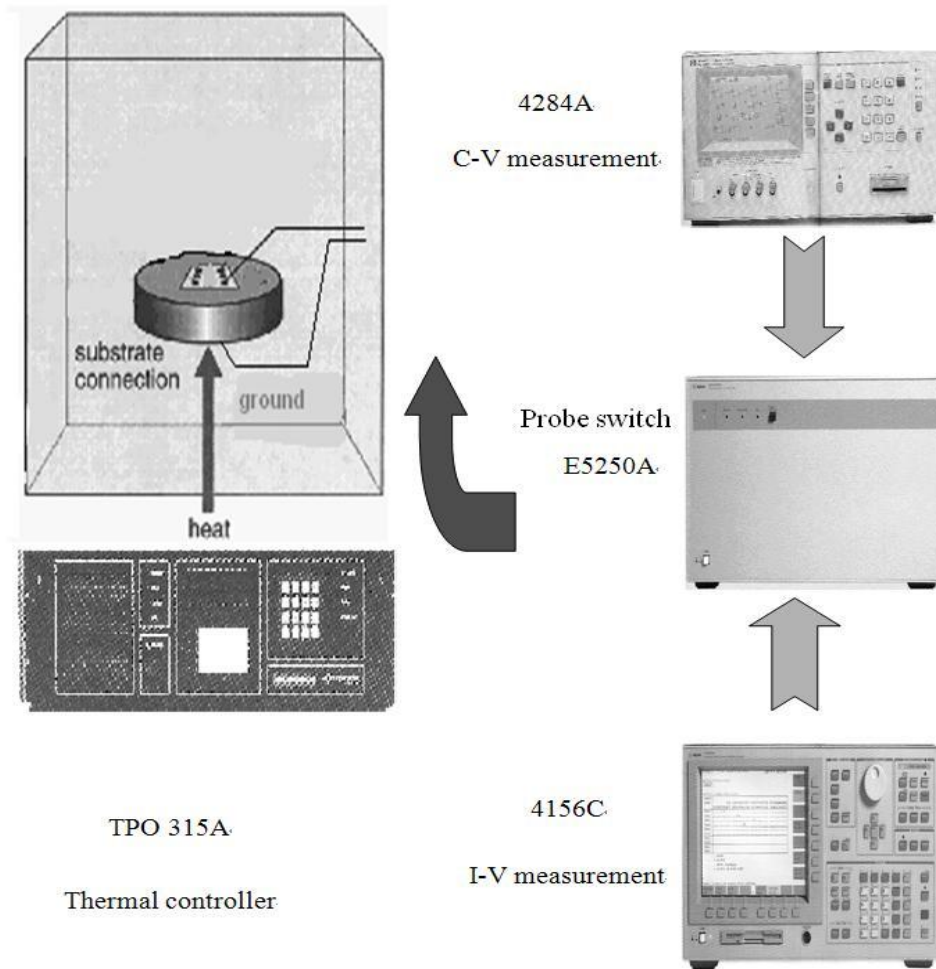 4284A
C-V measurement
substrate
connection
ground
heat
Probe switch
E5250A
TPO 315A
Thermal controller
4156C
I-V measurement